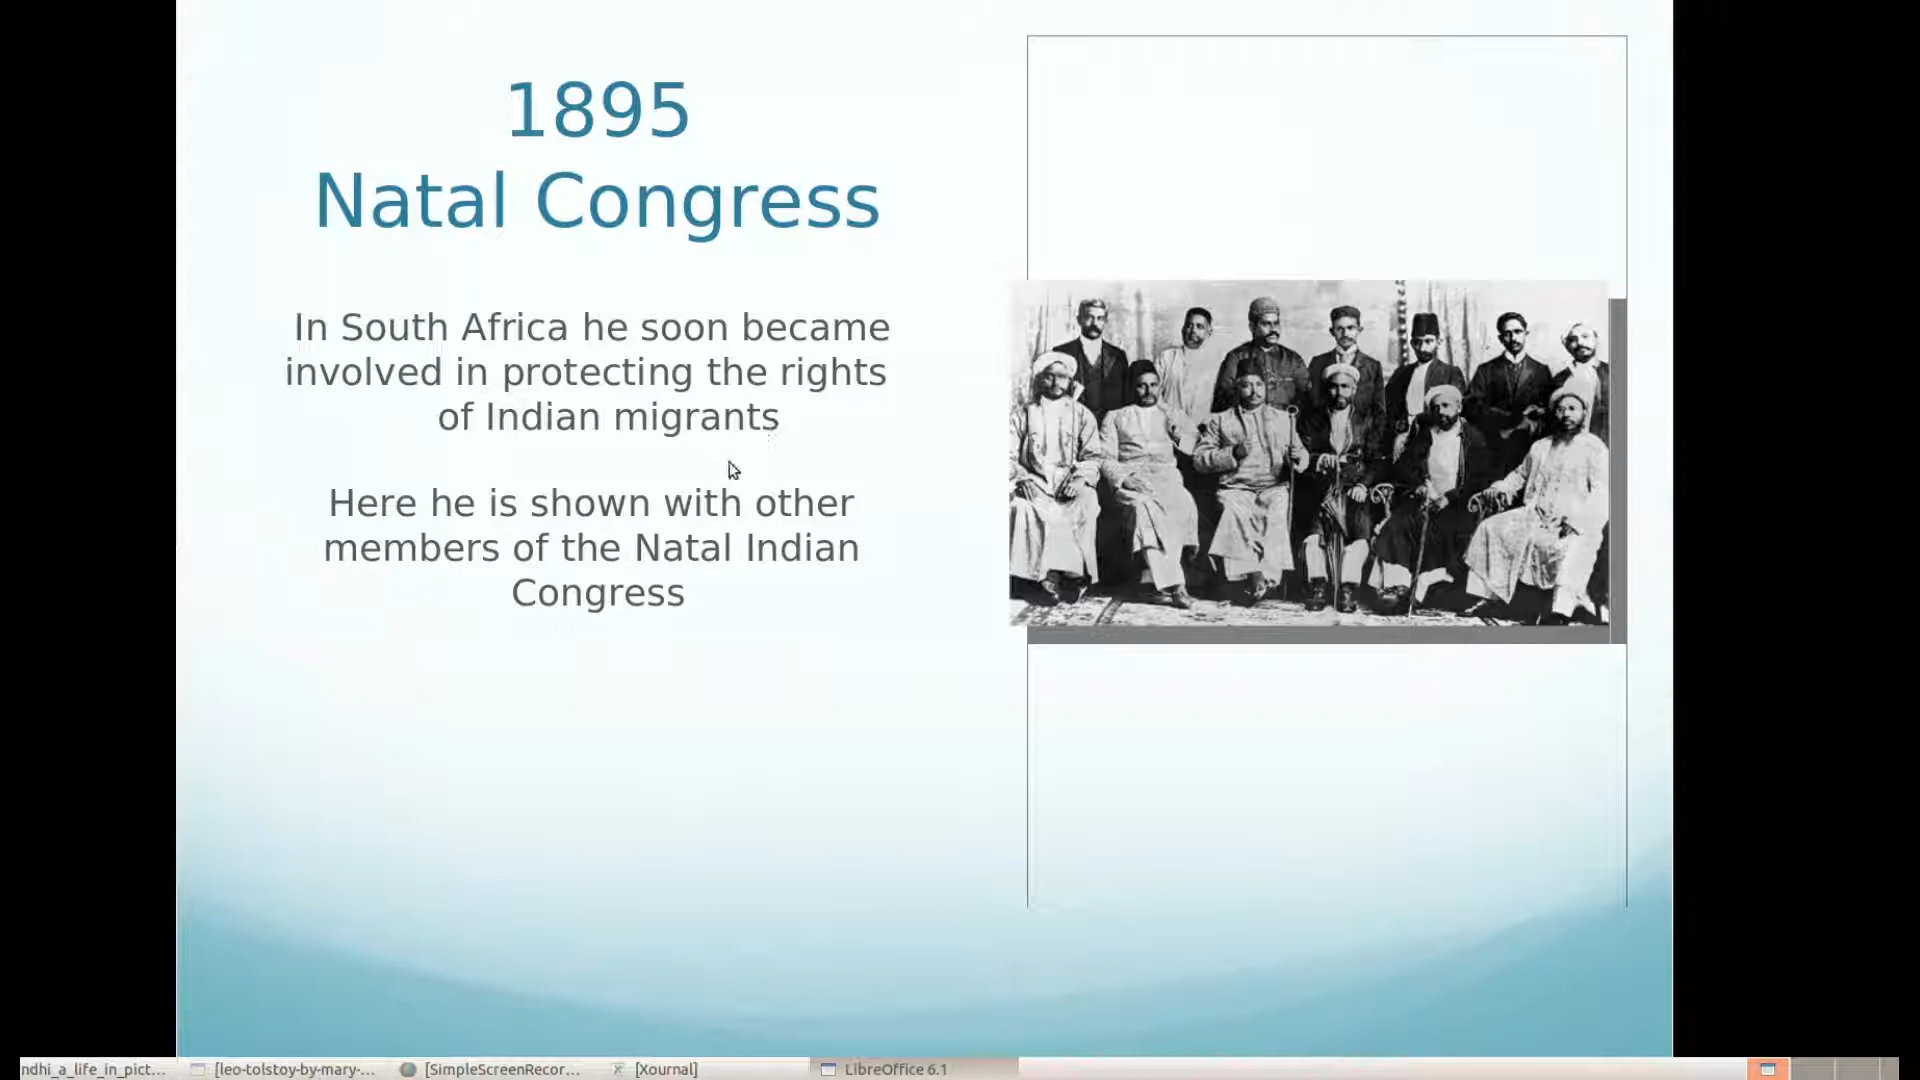 1895
Natal Congress
In South Africa he soon became
involved in protecting the rights
of Indian migrants
Here he is shown with other
members of the Natal Indian
Congress
ndhi_a_life_in_pict... [leo-tolstoy-by-mary-... [SimpleScreenRecor... [Xournal] LibreOffice 6.1